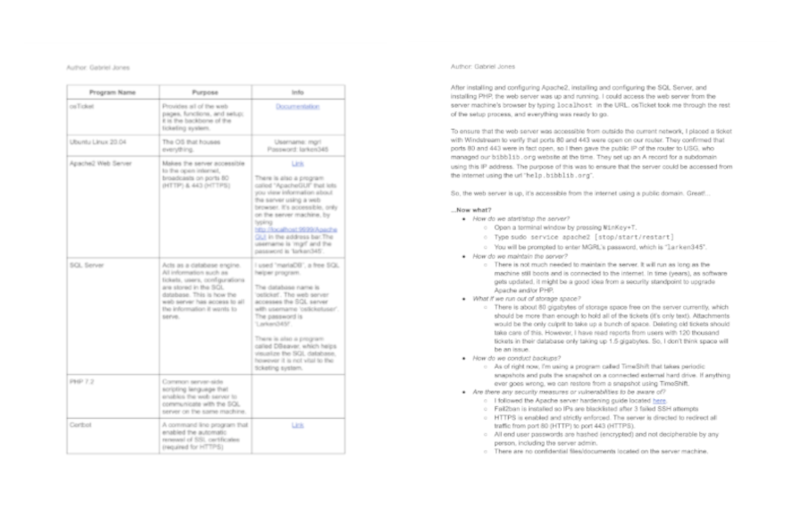 Author: Gabriel Jones
Program Name
Purpose
Info
osTicket
Provides all of the web
pages, functions, and setup;
it is the backbone of the
ticketing system.
Documentation
Ubuntu Linux 20.04
The OS that houses
everything.
Username: mgrl
Password: larken345
Apache2 Web Server
Makes the server accessible
to the open internet,
broadcasts on ports 80
(HTTP) & 443 (HTTPS)
Link
There is also a program
called "ApacheGUI" that lets
you view information about
the server using a web
browser. It's accessible, only
on the server machine, by
typing
in the address bar. The
username is 'mgrl' and the
password is 'larken345'.
SQL Server
Acts as a database engine.
All information such as
tickets, users, configurations
are stored in the SQL
database. This is how the
web server has access to all
the information it works to
serve.
I used 'mariaDB', a free SQL
helper program.
The database name is
'osticket'. The web server
accesses the SQL server
with username 'osticketuser'.
The password is
'Larken345!'
There is also a program
called DBeaver, which helps
visualize the SQL database,
however it is not vital to the
ticketing system.
PHP 7.2
Common server-side
scripting language that
enables the web server to
communicate with the SQL
server on the same machine.
Certbot
A command line program that
enabled the automatic
renewal of SSL certificates
(required for HTTPS)
Link
Author: Gabriel Jones
After installing and configuring Apache2, installing and configuring the SQL Server, and
installing PHP, the web server was up and running. I could access the web server from the
server machine's browser by typing localhost in the URL. osTicket took me through the rest
of the setup process, and everything was ready to go.
To ensure that the web server was accessible from outside the current network, I placed a ticket
with Windstream to verify that ports 80 and 443 were open on our router. They confirmed that
ports 80 and 443 were in fact open, so I then gave the public IP of the router to USG, who
managed our bibblib.org website at the time. They set up an A record for a subdomain
using this IP address. The purpose of this was to ensure that the server could be accessed from
the internet using the url "help.bibblib.org".
So, the web server is up, it's accessible from the internet using a public domain. Great!...
...Now what?
• How do we start/stop the server?
○ Open a terminal window by pressing WinKey+T.
○ Type sudo service apache2 [stop/start/restart]
○ You will be prompted to enter MGRL's password, which is "larken345".
• How do we maintain the server?
○ There is not much needed to maintain the server. It will run as long as the
machine still boots and is connected to the internet. In time (years), as software
gets updated, it might be a good idea from a security standpoint to upgrade
Apache and/or PHP.
• What if we run out of storage space?
○ There is about 80 gigabytes of storage space free on the server currently, which
should be more than enough to hold all of the tickets (it's only text). Attachments
would be the only culprit to take up a bunch of space. Deleting old tickets should
take care of this. However, I have read reports from users with 120 thousand
tickets in their database only taking up 1.5 gigabytes. So, I don't think space will
be an issue.
• How do we conduct backups?
○ As of right now, I'm using a program called TimeShift that takes periodic
snapshots and puts the snapshot on a connected external hard drive. If anything
ever goes wrong, we can restore from a snapshot using TimeShift.
• Are there any security measures or vulnerabilities to be aware of?
○ I followed the Apache server hardening guide located here.
○ Fail2ban is installed so IPs are blacklisted after 3 failed SSH attempts
○ HTTPS is enabled and strictly enforced. The server is directed to redirect all
traffic from port 80 (HTTP) to port 443 (HTTPS).
○ All end user passwords are hashed (encrypted) and not decipherable by any
person, including the server admin.
○ There are no confidential files/documents located on the server machine.